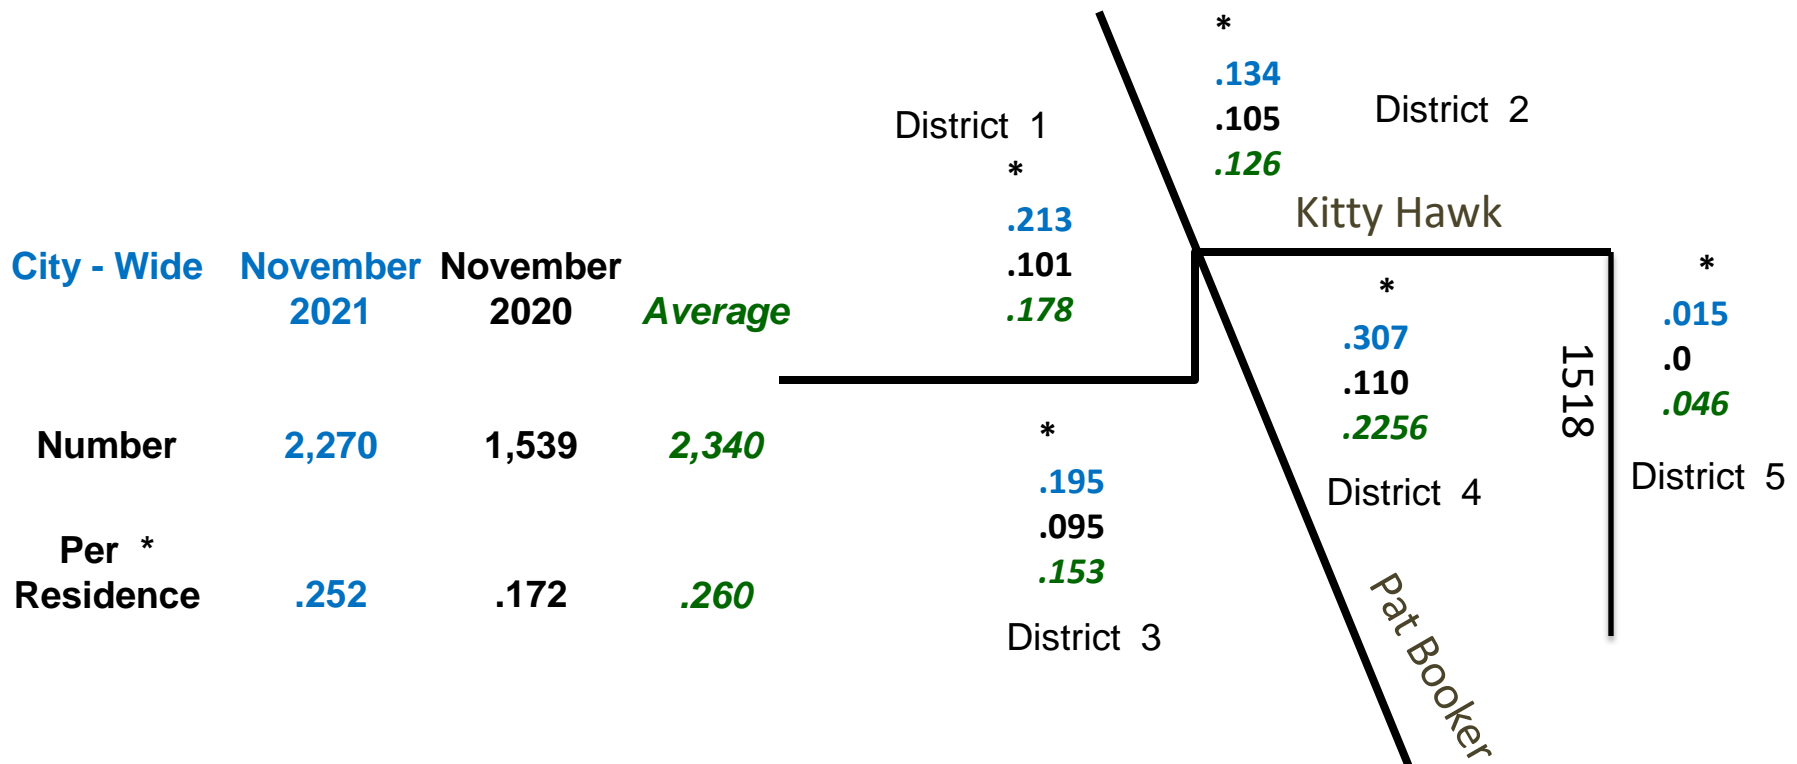 City - Wide November 2021 November 2020 Average
Number 2,270 1,539 2,340
Per * Residence .252 .172 .260
District 1
*
.213
.101
.178
*
.134
.105
.126
District 2
Kitty Hawk
*
.195
.095
.153
District 3
*
.307
.110
.2256
District 4
1518
*
.015
.0
.046
District 5
Pat Booker